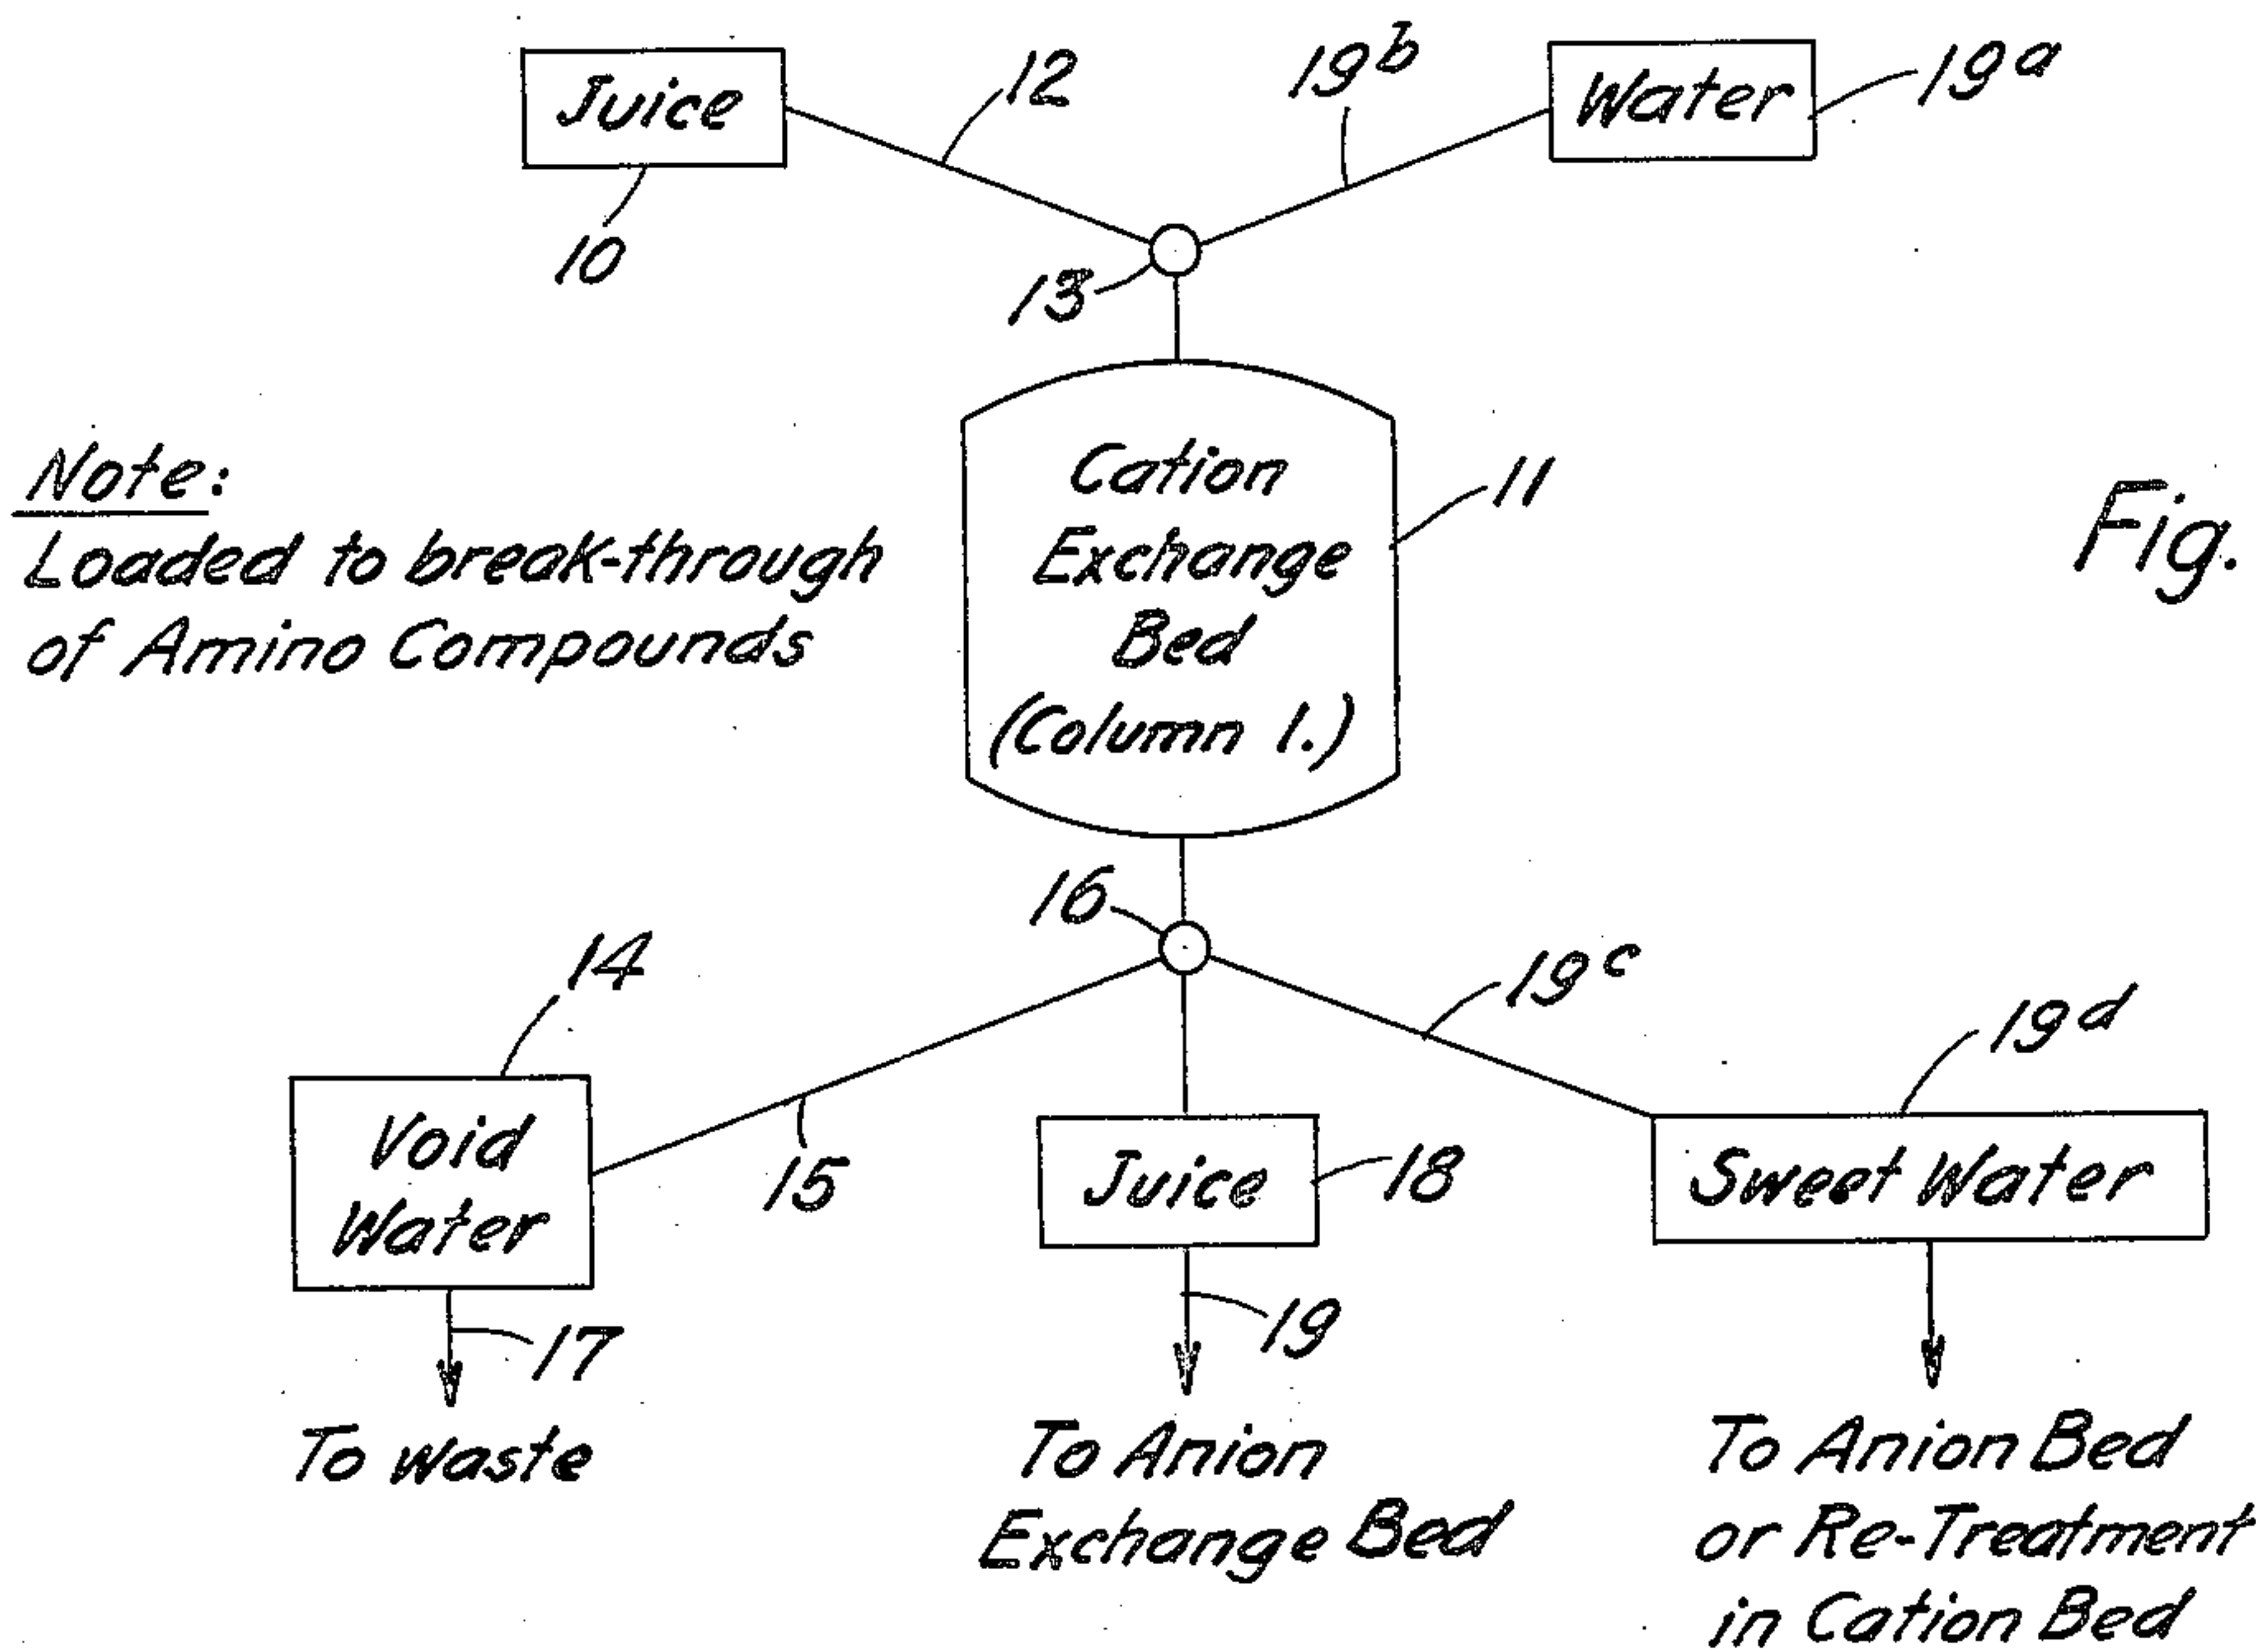 Juice
12
19b
Water
19a
10
13
Note:
Loaded to break-through
of Amino Compounds
Cation
Exchange
Bed
(Column 1.)
11
Fig.
16
14
19c
19d
Void
Water
15
Juice
18
Sweet Water
17
19
To Waste
To Anion
Exchange Bed
To Anion Bed
or Re-Treatment
in Cation Bed